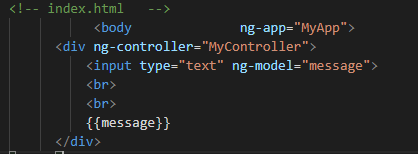 <!-- index.html   -->
<body                ng-app="MyApp">
<div ng-controller="MyController">
<input type="text" ng-model="message">
<br>
<br>
{{message}}
</div>